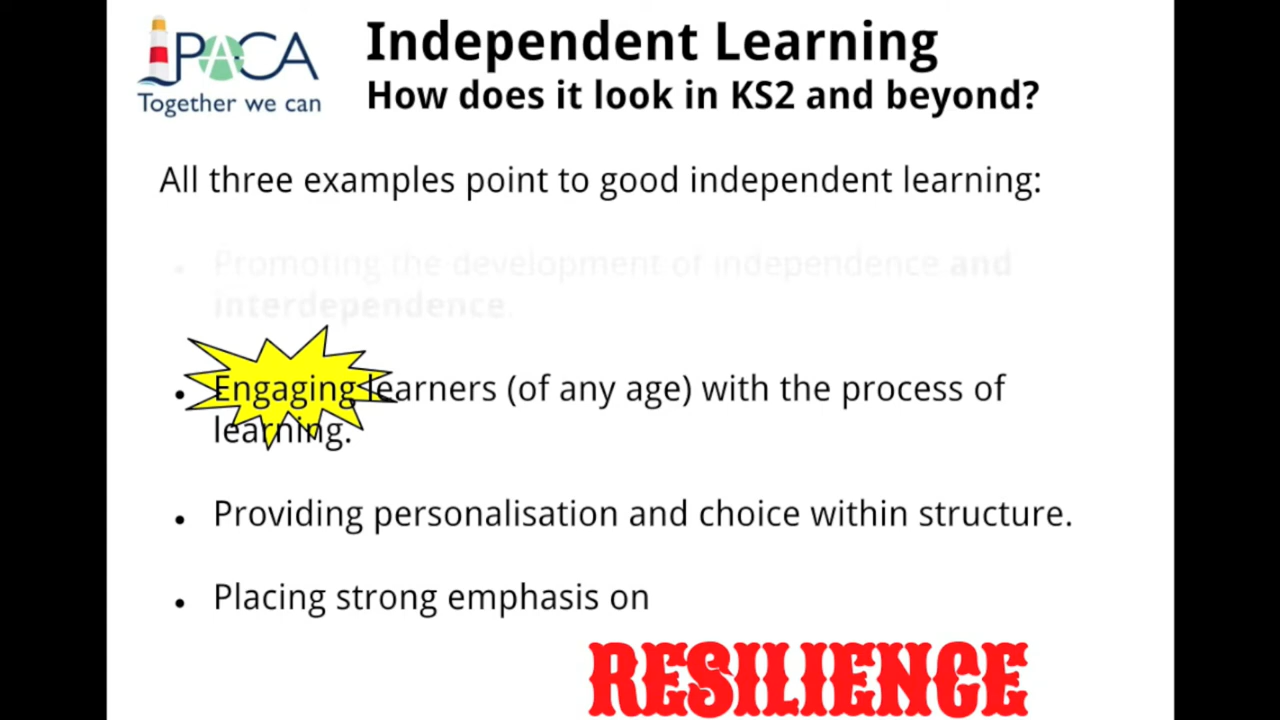 PACA
Together we can
Independent Learning
How does it look in KS2 and beyond?
All three examples point to good independent learning:
• Promoting the development of independence and
interdependence.
• Engaging learners (of any age) with the process of
learning.
• Providing personalisation and choice within structure.
• Placing strong emphasis on
RESILIENCE